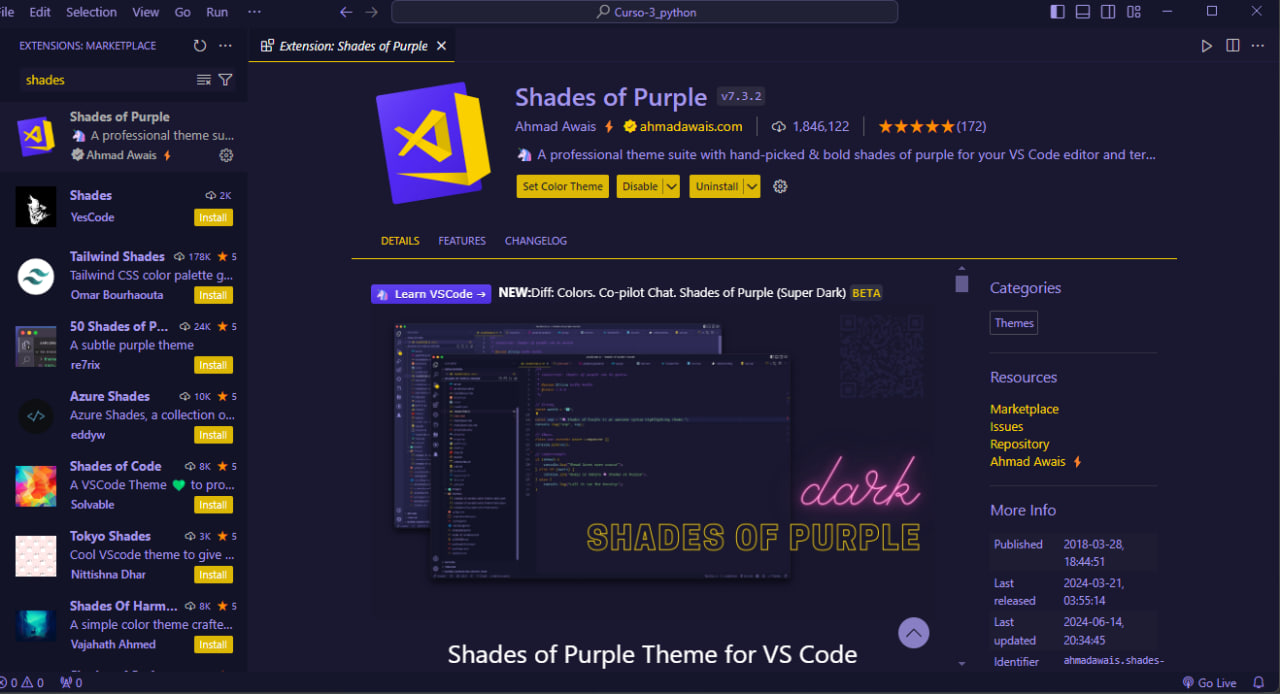 File Edit Selection View Go Run ···
Curso-3_python
EXTENSIONS: MARKETPLACE
shades
Shades of Purple
🦄 A professional theme su...
Ahmad Awais ⚡
Shades 2K
YesCode Install
Tailwind Shades 178K ★ 5
Tailwind CSS color palette g...
Omar Bourhaouta Install
50 Shades of P... 24K ★ 5
A subtle purple theme
re7rix Install
Azure Shades 10K ★ 5
Azure Shades, a collection o...
eddyw Install
Shades of Code 8K ★ 5
A VSCode Theme 💚 to pro...
Solvable Install
Tokyo Shades 3K ★ 5
Cool VScode theme to give ...
Nittishna Dhar Install
Shades Of Harm... 8K ★ 5
A simple color theme crafte...
Vajahath Ahmed Install
0 0 0
Extension: Shades of Purple
Shades of Purple v7.3.2
Ahmad Awais ⚡ ahmadawais.com 1,846,122 ★★★★★(172)
🦄 A professional theme suite with hand-picked & bold shades of purple for your VS Code editor and ter...
Set Color Theme Disable Uninstall
DETAILS FEATURES CHANGELOG
🦄 Learn VSCode → NEW:Diff: Colors. Co-pilot Chat. Shades of Purple (Super Dark) BETA
dark
SHADES OF PURPLE
Shades of Purple Theme for VS Code
Categories
Themes
Resources
Marketplace
Issues
Repository
Ahmad Awais ⚡
More Info
Published 2018-03-28,
18:44:51
Last 2024-03-21,
released 03:55:14
Last 2024-06-14,
updated 20:34:45
Identifier ahmadawais.shades-
Go Live